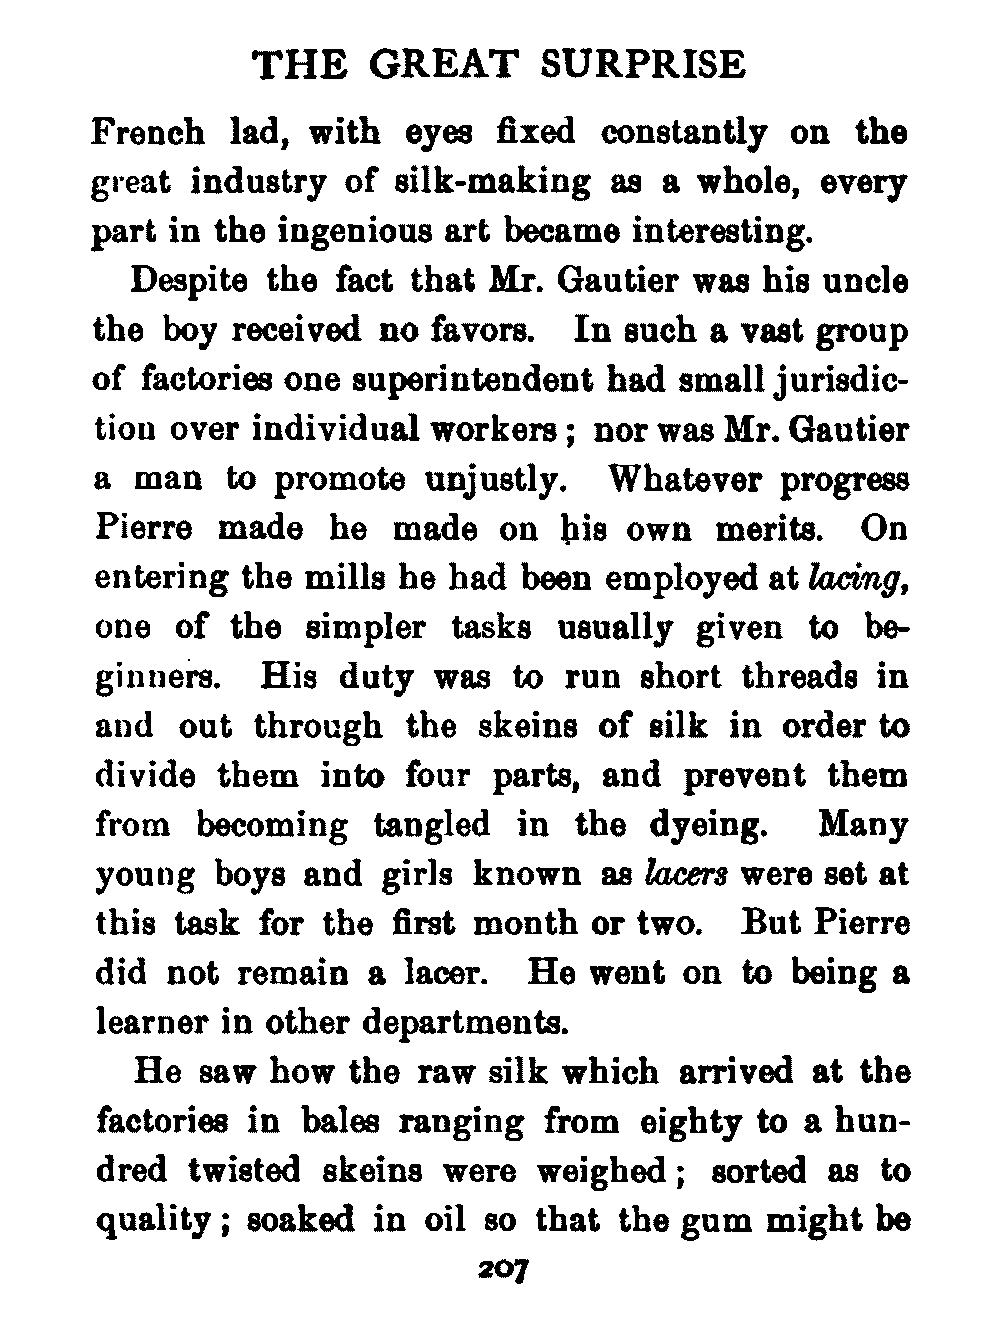 THE GREAT SURPRISE
French lad, with eyes fixed constantly on the
great industry of silk-making as a whole, every
part in the ingenious art became interesting.
Despite the fact that Mr. Gautier was his uncle
the boy received no favors. In such a vast group
of factories one superintendent had small jurisdic-
tion over individual workers; nor was Mr. Gautier
a man to promote unjustly. Whatever progress
Pierre made he made on his own merits. On
entering the mills he had been employed at lacing,
one of the simpler tasks usually given to be-
ginners. His duty was to run short threads in
and out through the skeins of silk in order to
divide them into four parts, and prevent them
from becoming tangled in the dyeing. Many
young boys and girls known as lacers were set at
this task for the first month or two. But Pierre
did not remain a lacer. He went on to being a
learner in other departments.
He saw how the raw silk which arrived at the
factories in bales ranging from eighty to a hun-
dred twisted skeins were weighed; sorted as to
quality; soaked in oil so that the gum might be
207